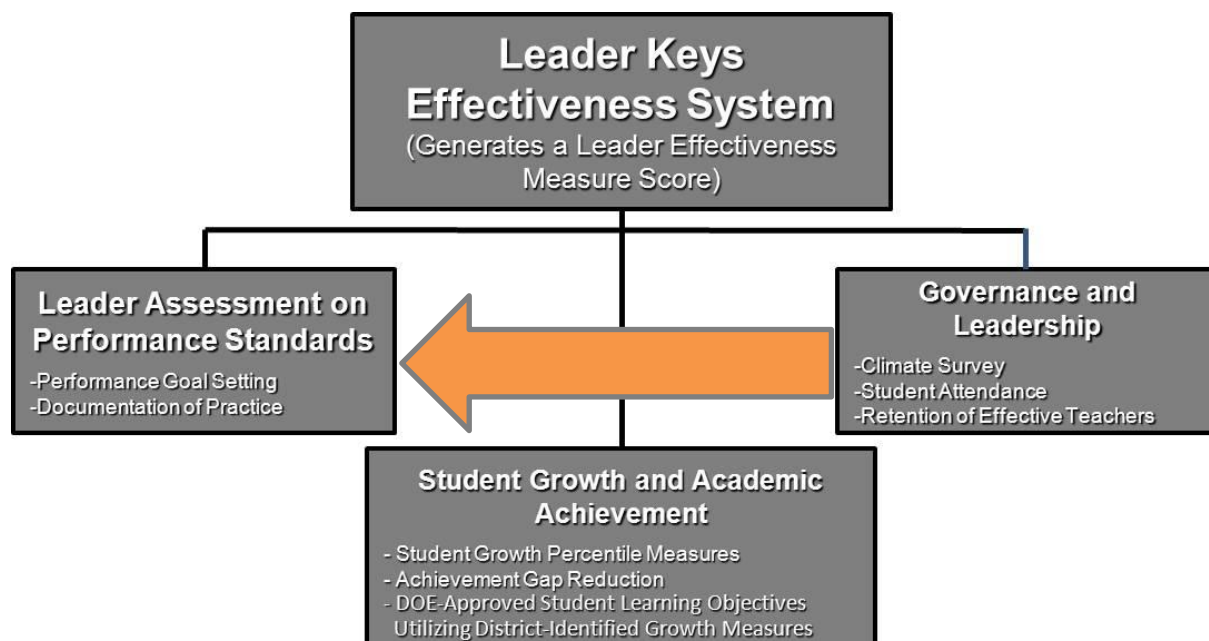 Leader Keys
Effectiveness System
(Generates a Leader Effectiveness
Measure Score)
Leader Assessment on
Performance Standards
-Performance Goal Setting
-Documentation of Practice
Governance and
Leadership
-Climate Survey
-Student Attendance
-Retention of Effective Teachers
Student Growth and Academic
Achievement
- Student Growth Percentile Measures
- Achievement Gap Reduction
- DOE-Approved Student Learning Objectives
Utilizing District-Identified Growth Measures